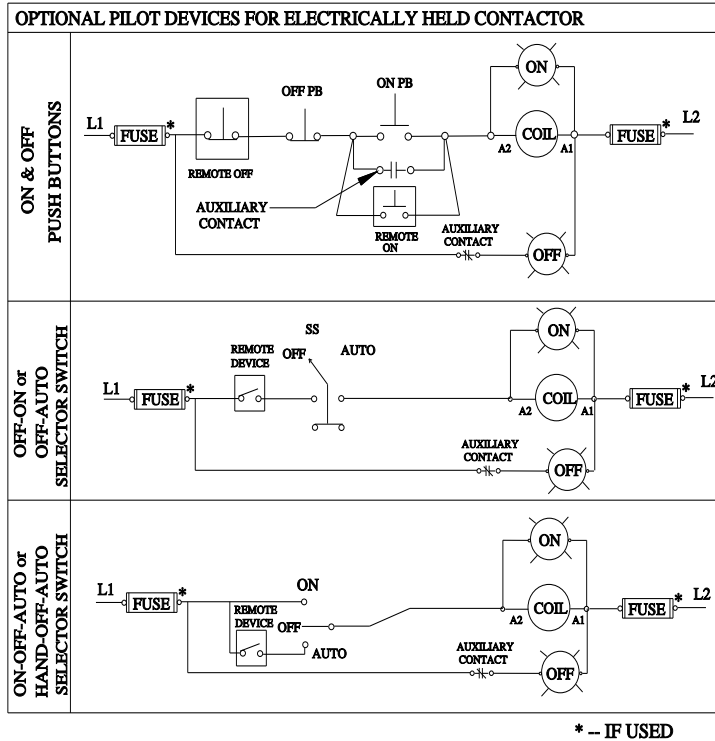 OPTIONAL PILOT DEVICES FOR ELECTRICALLY HELD CONTACTOR
ON & OFF
PUSH BUTTONS
L1
FUSE
*
REMOTE OFF
OFF PB
ON PB
AUXILIARY
CONTACT
REMOTE
ON
ON
A2
COIL
A1
FUSE
*
L2
AUXILIARY
CONTACT
OFF
OFF-ON or
OFF-AUTO
SELECTOR SWITCH
L1
FUSE
*
REMOTE
DEVICE
SS
OFF
AUTO
ON
A2
COIL
A1
FUSE
*
L2
AUXILIARY
CONTACT
OFF
ON-OFF-AUTO or
HAND-OFF-AUTO
SELECTOR SWITCH
L1
FUSE
*
REMOTE
DEVICE
ON
OFF
AUTO
ON
A2
COIL
A1
FUSE
*
L2
AUXILIARY
CONTACT
OFF
* -- IF USED